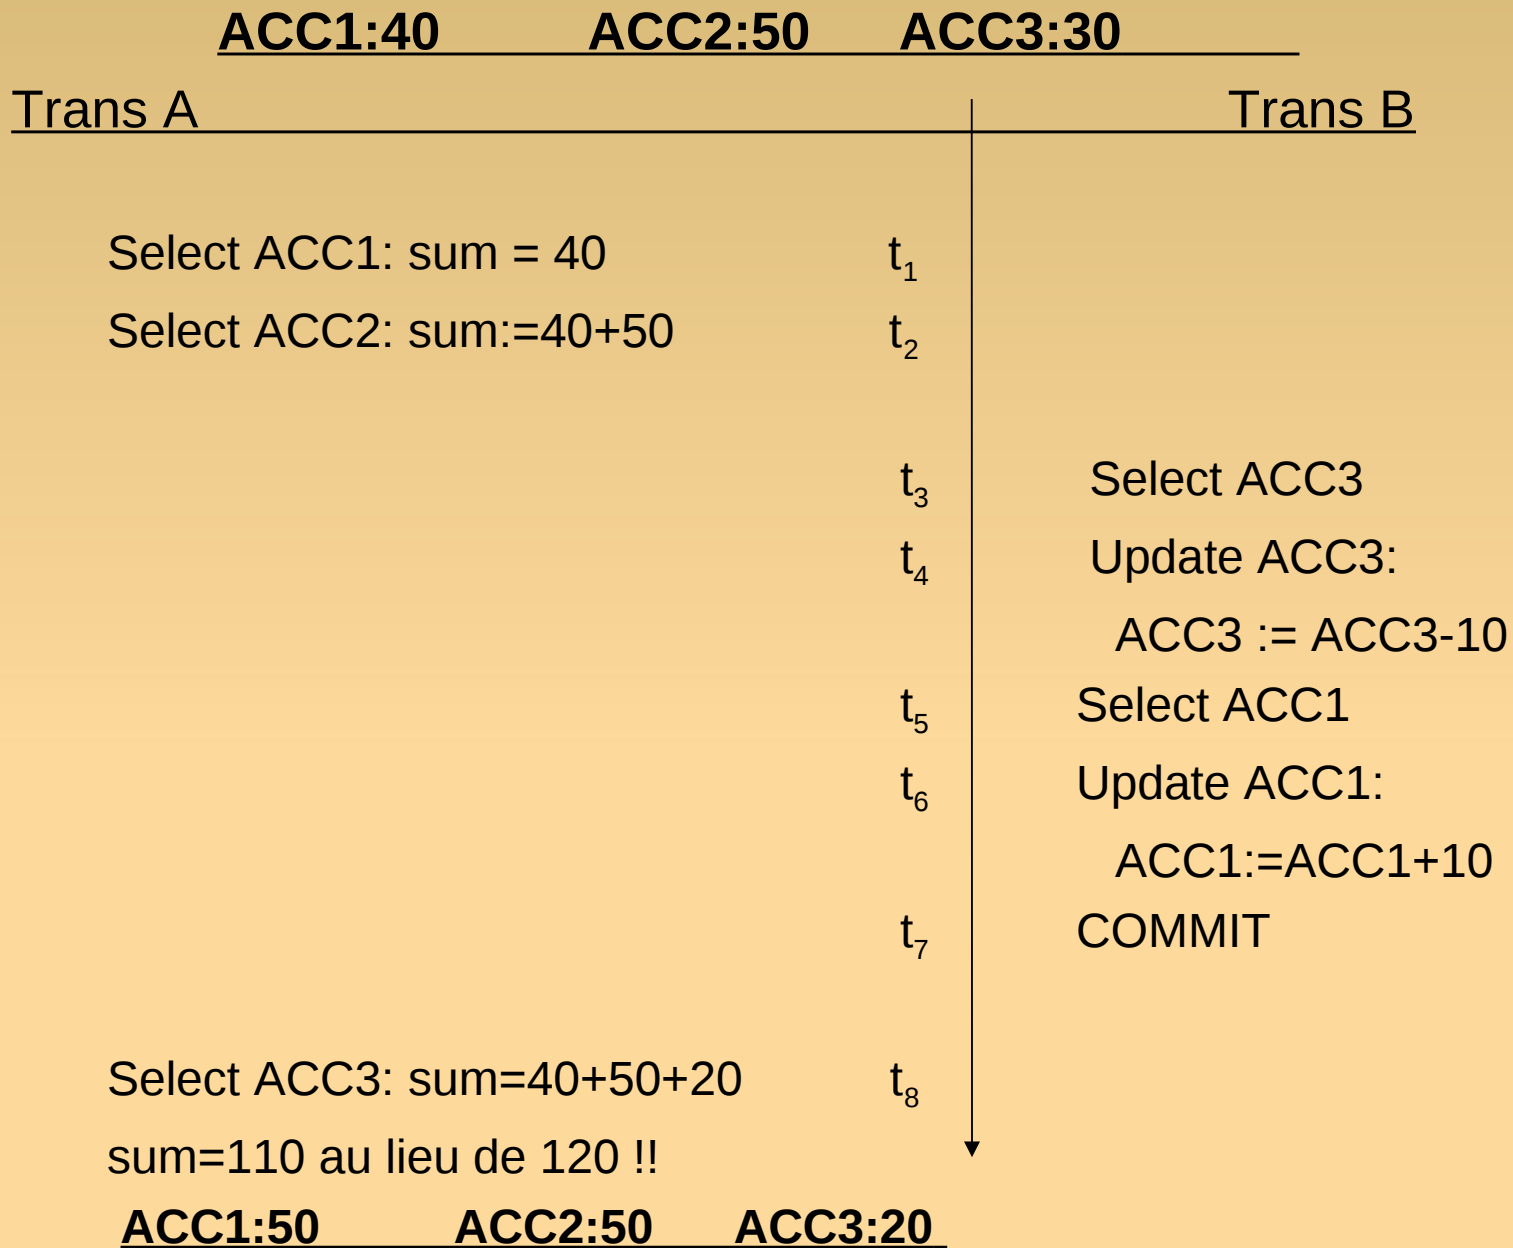 ACC1:40 ACC2:50 ACC3:30
Trans A Trans B
Select ACC1: sum = 40 t1
Select ACC2: sum:=40+50 t2
t3 Select ACC3
t4 Update ACC3:
ACC3 := ACC3-10
t5 Select ACC1
t6 Update ACC1:
ACC1:=ACC1+10
t7 COMMIT
Select ACC3: sum=40+50+20 t8
sum=110 au lieu de 120 !!
ACC1:50 ACC2:50 ACC3:20